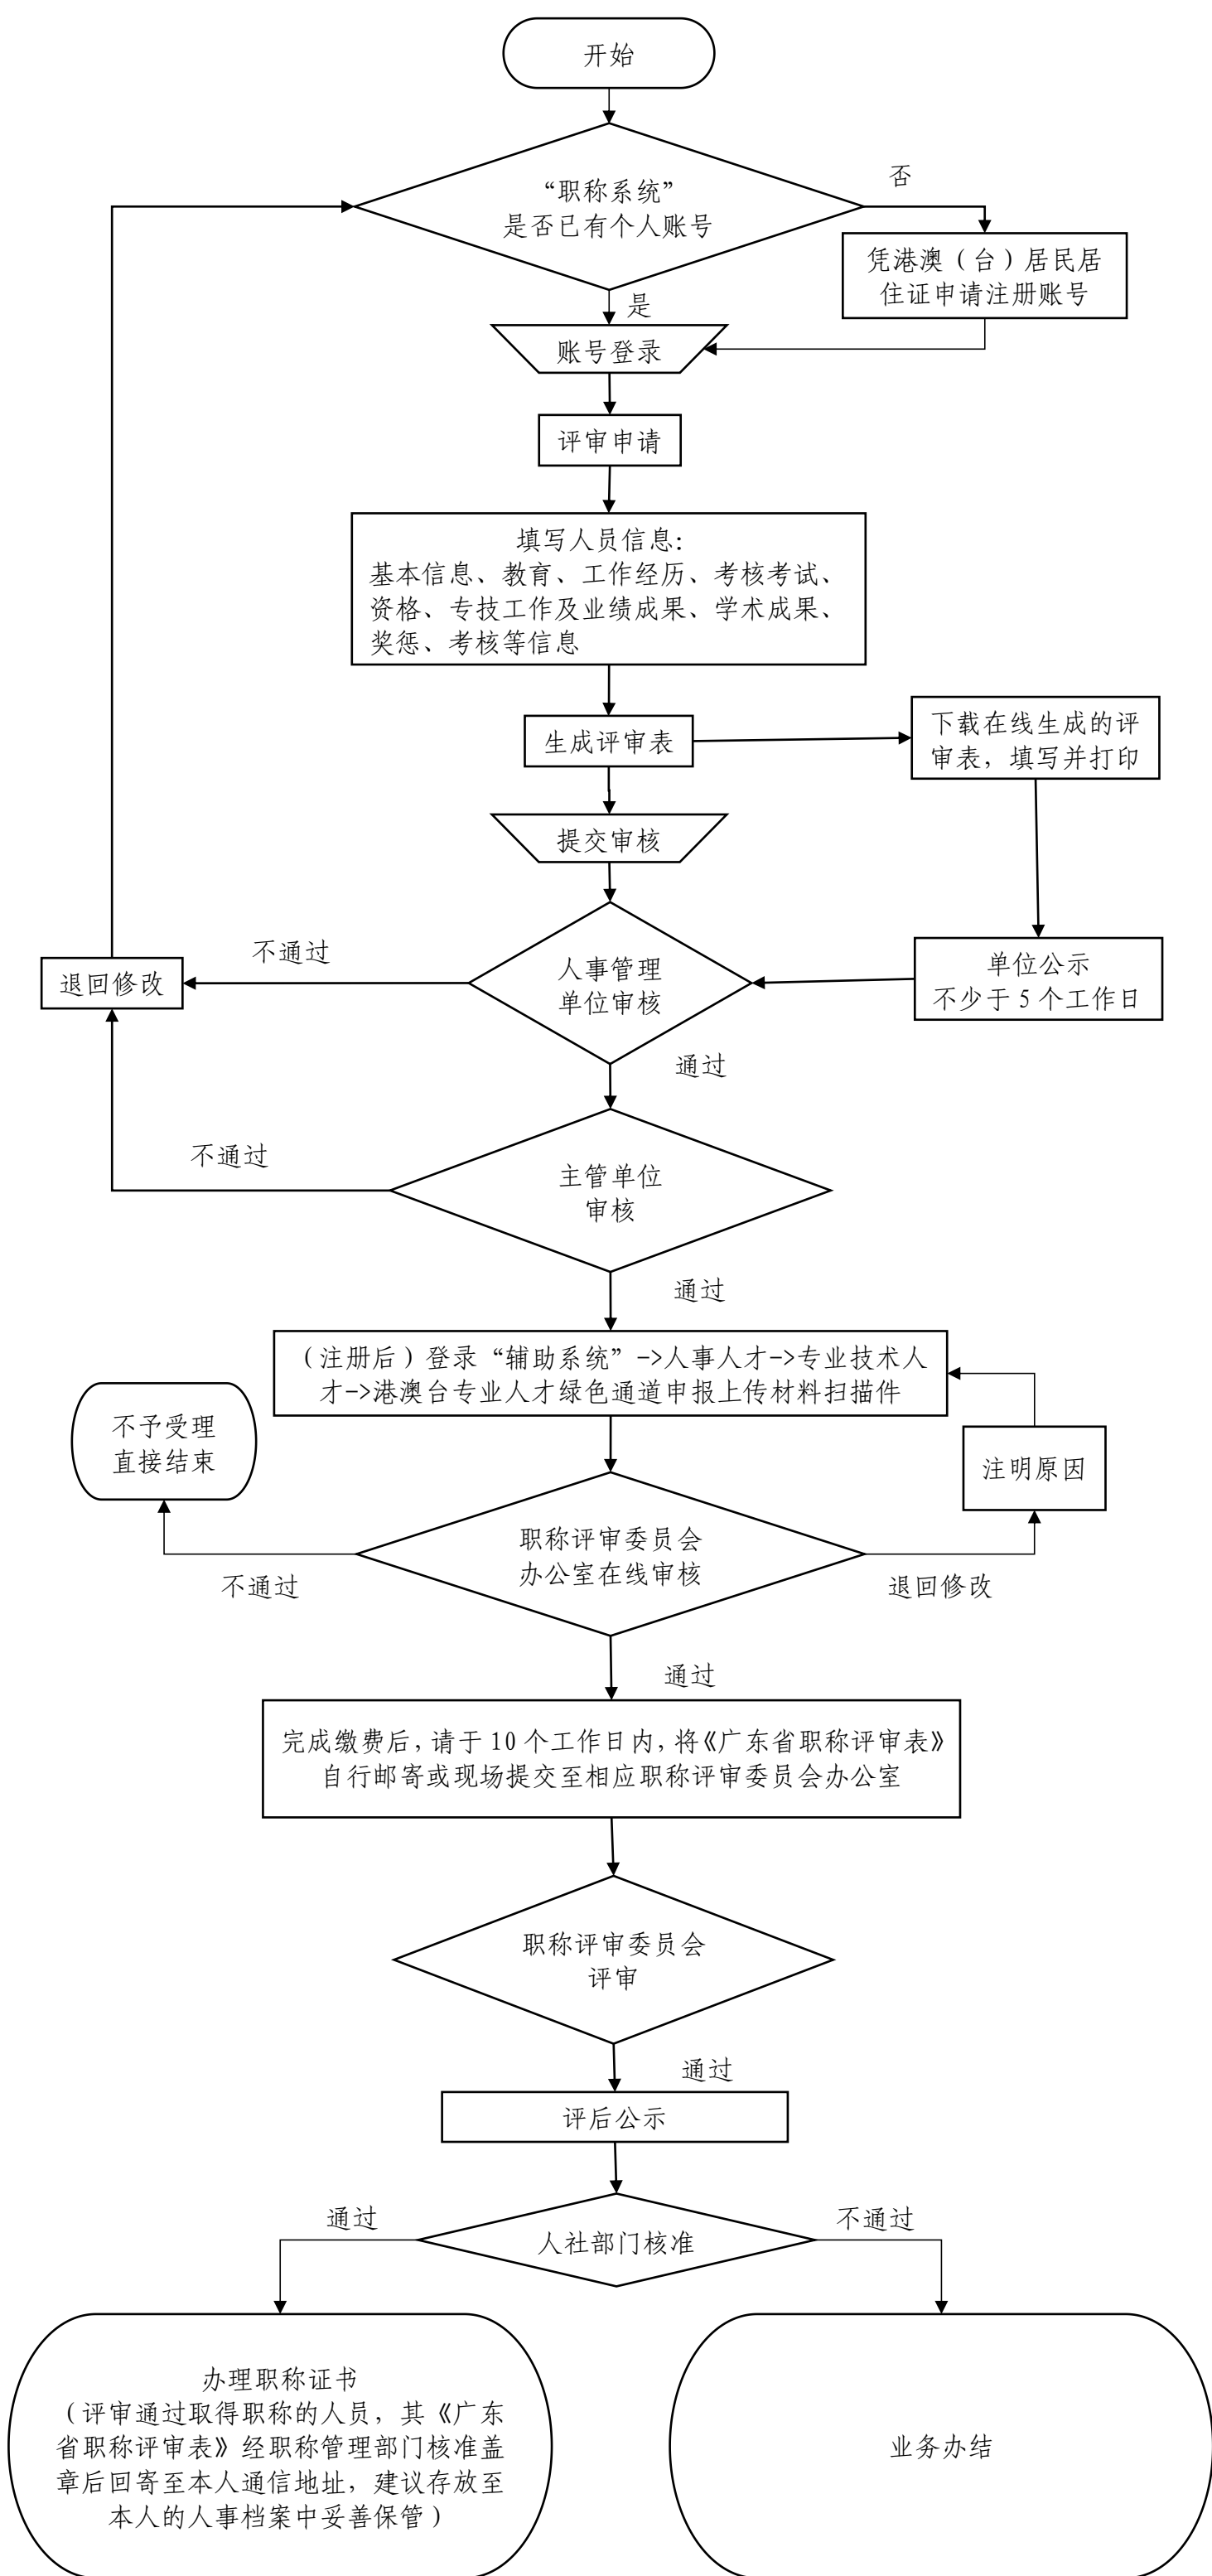 开始
“职称系统”
是否已有个人账号
否
凭港澳（台）居民居
住证申请注册账号
是
账号登录
评审申请
填写人员信息：
基本信息、教育、工作经历、考核考试、
资格、专技工作及业绩成果、学术成果、
奖惩、考核等信息
生成评审表
下载在线生成的评
审表，填写并打印
提交审核
不通过
退回修改
人事管理
单位审核
单位公示
不少于 5 个工作日
通过
不通过
主管单位
审核
通过
（注册后）登录“辅助系统”->人事人才->专业技术人
才->港澳台专业人才绿色通道申报上传材料扫描件
不予受理
直接结束
注明原因
职称评审委员会
办公室在线审核
不通过
退回修改
通过
完成缴费后，请于 10 个工作日内，将《广东省职称评审表》
自行邮寄或现场提交至相应职称评审委员会办公室
职称评审委员会
评审
通过
评后公示
通过
不通过
人社部门核准
办理职称证书
（评审通过取得职称的人员，其《广东
省职称评审表》经职称管理部门核准盖
章后回寄至本人通信地址，建议存放至
本人的人事档案中妥善保管）
业务办结